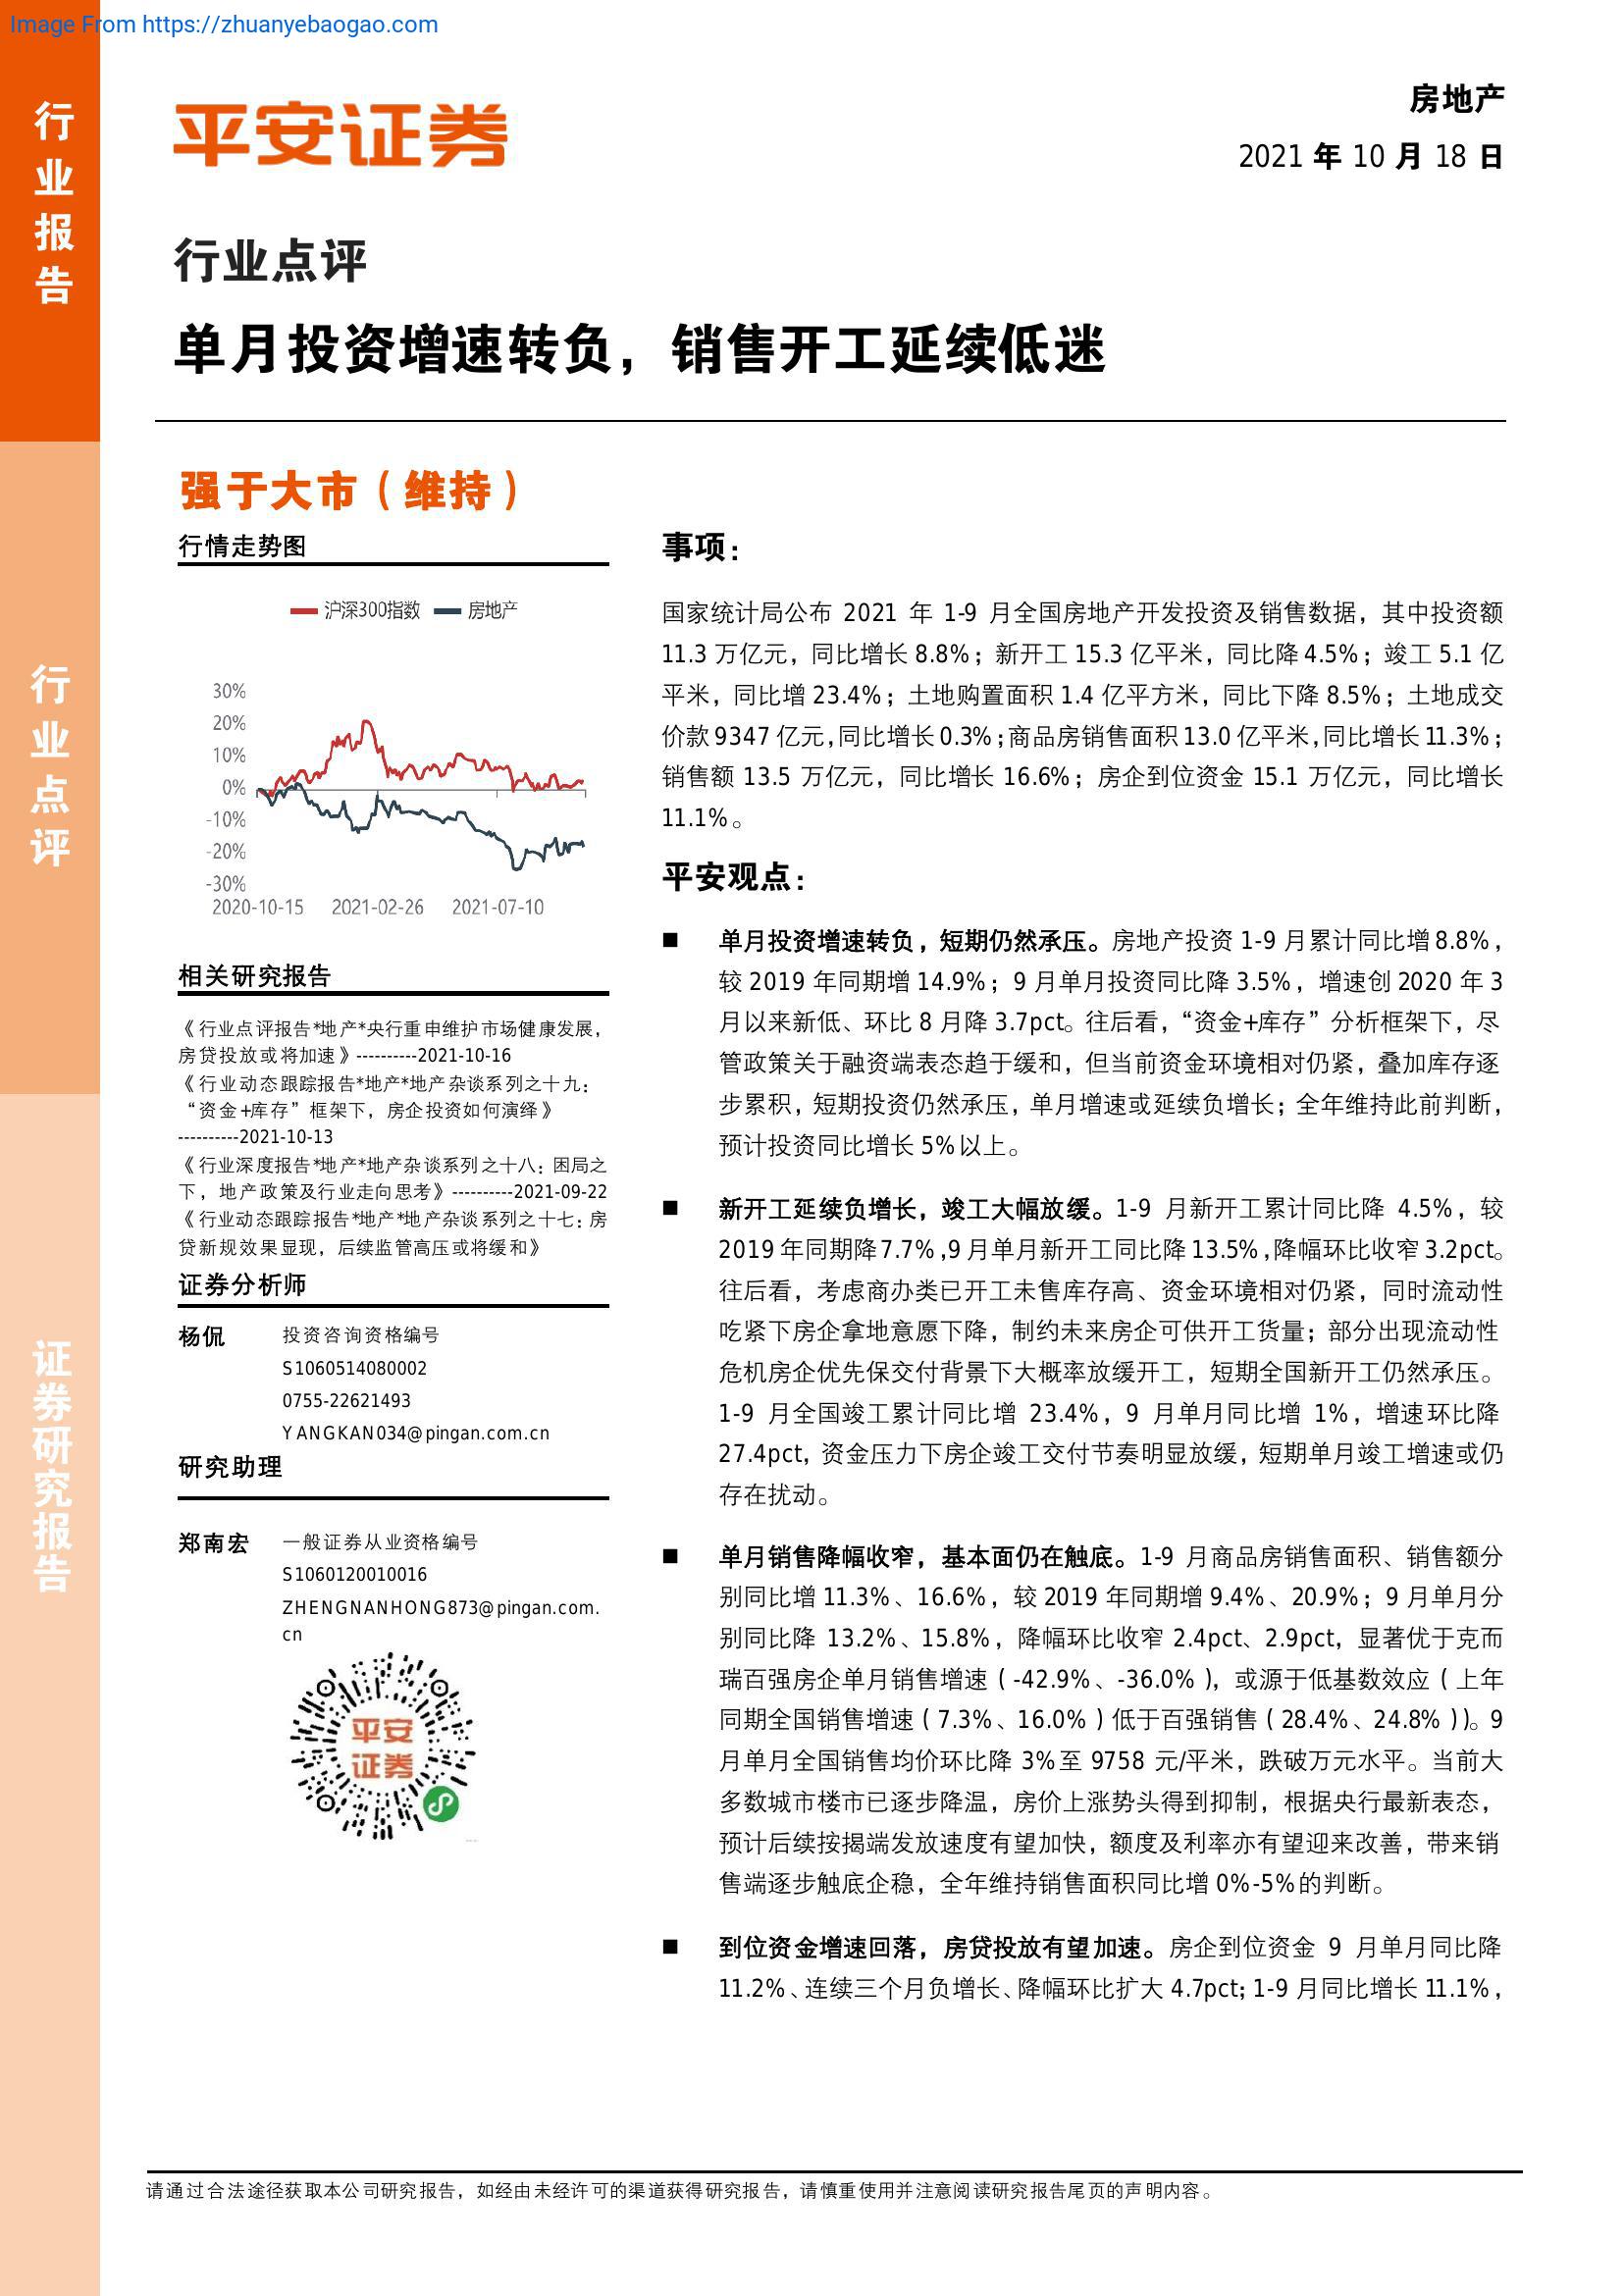 Image From https://zhuanyebaogao.com
行业报告
行业点评
证券研究报告
平安证券
房地产
2021 年 10 月 18 日
行业点评
单月投资增速转负，销售开工延续低迷
强于大市（维持）
行情走势图
沪深300指数 房地产
30%
20%
10%
0%
-10%
-20%
-30%
2020-10-15 2021-02-26 2021-07-10
相关研究报告
《行业点评报告*地产*央行重申维护市场健康发展，
房贷投放或将加速》----------2021-10-16
《行业动态跟踪报告*地产*地产杂谈系列之十九：
“资金+库存”框架下，房企投资如何演绎》
----------2021-10-13
《行业深度报告*地产*地产杂谈系列之十八：困局之
下，地产政策及行业走向思考》----------2021-09-22
《行业动态跟踪报告*地产*地产杂谈系列之十七：房
贷新规效果显现，后续监管高压或将缓和》
证券分析师
杨侃 投资咨询资格编号
S1060514080002
0755-22621493
YANGKAN034@pingan.com.cn
研究助理
郑南宏 一般证券从业资格编号
S1060120010016
ZHENGNANHONG873@pingan.com.
cn
平安
证券
事项：
国家统计局公布 2021 年 1-9 月全国房地产开发投资及销售数据，其中投资额
11.3 万亿元，同比增长 8.8%；新开工 15.3 亿平米，同比降 4.5%；竣工 5.1 亿
平米，同比增 23.4%；土地购置面积 1.4 亿平方米，同比下降 8.5%；土地成交
价款 9347 亿元，同比增长 0.3%；商品房销售面积 13.0 亿平米，同比增长 11.3%；
销售额 13.5 万亿元，同比增长 16.6%；房企到位资金 15.1 万亿元，同比增长
11.1%。
平安观点：
■ 单月投资增速转负，短期仍然承压。房地产投资 1-9 月累计同比增 8.8%，
较 2019 年同期增 14.9%；9 月单月投资同比降 3.5%，增速创 2020 年 3
月以来新低、环比 8 月降 3.7pct。往后看，“资金+库存”分析框架下，尽
管政策关于融资端表态趋于缓和，但当前资金环境相对仍紧，叠加库存逐
步累积，短期投资仍然承压，单月增速或延续负增长；全年维持此前判断，
预计投资同比增长 5%以上。
■ 新开工延续负增长，竣工大幅放缓。1-9 月新开工累计同比降 4.5%，较
2019 年同期降 7.7%，9 月单月新开工同比降 13.5%，降幅环比收窄 3.2pct。
往后看，考虑商办类已开工未售库存高、资金环境相对仍紧，同时流动性
吃紧下房企拿地意愿下降，制约未来房企可供开工货量；部分出现流动性
危机房企优先保交付背景下大概率放缓开工，短期全国新开工仍然承压。
1-9 月全国竣工累计同比增 23.4%，9 月单月同比增 1%，增速环比降
27.4pct，资金压力下房企竣工交付节奏明显放缓，短期单月竣工增速或仍
存在扰动。
■ 单月销售降幅收窄，基本面仍在触底。1-9 月商品房销售面积、销售额分
别同比增 11.3%、16.6%，较 2019 年同期增 9.4%、20.9%；9 月单月分
别同比降 13.2%、15.8%，降幅环比收窄 2.4pct、2.9pct，显著优于克而
瑞百强房企单月销售增速（-42.9%、-36.0%），或源于低基数效应（上年
同期全国销售增速（7.3%、16.0%）低于百强销售（28.4%、24.8%））。9
月单月全国销售均价环比降 3%至 9758 元/平米，跌破万元水平。当前大
多数城市楼市已逐步降温，房价上涨势头得到抑制，根据央行最新表态，
预计后续按揭端发放速度有望加快，额度及利率亦有望迎来改善，带来销
售端逐步触底企稳，全年维持销售面积同比增 0%-5%的判断。
■ 到位资金增速回落，房贷投放有望加速。房企到位资金 9 月单月同比降
11.2%、连续三个月负增长、降幅环比扩大 4.7pct；1-9 月同比增长 11.1%，
请通过合法途径获取本公司研究报告，如经由未经许可的渠道获得研究报告，请慎重使用并注意阅读研究报告尾页的声明内容。